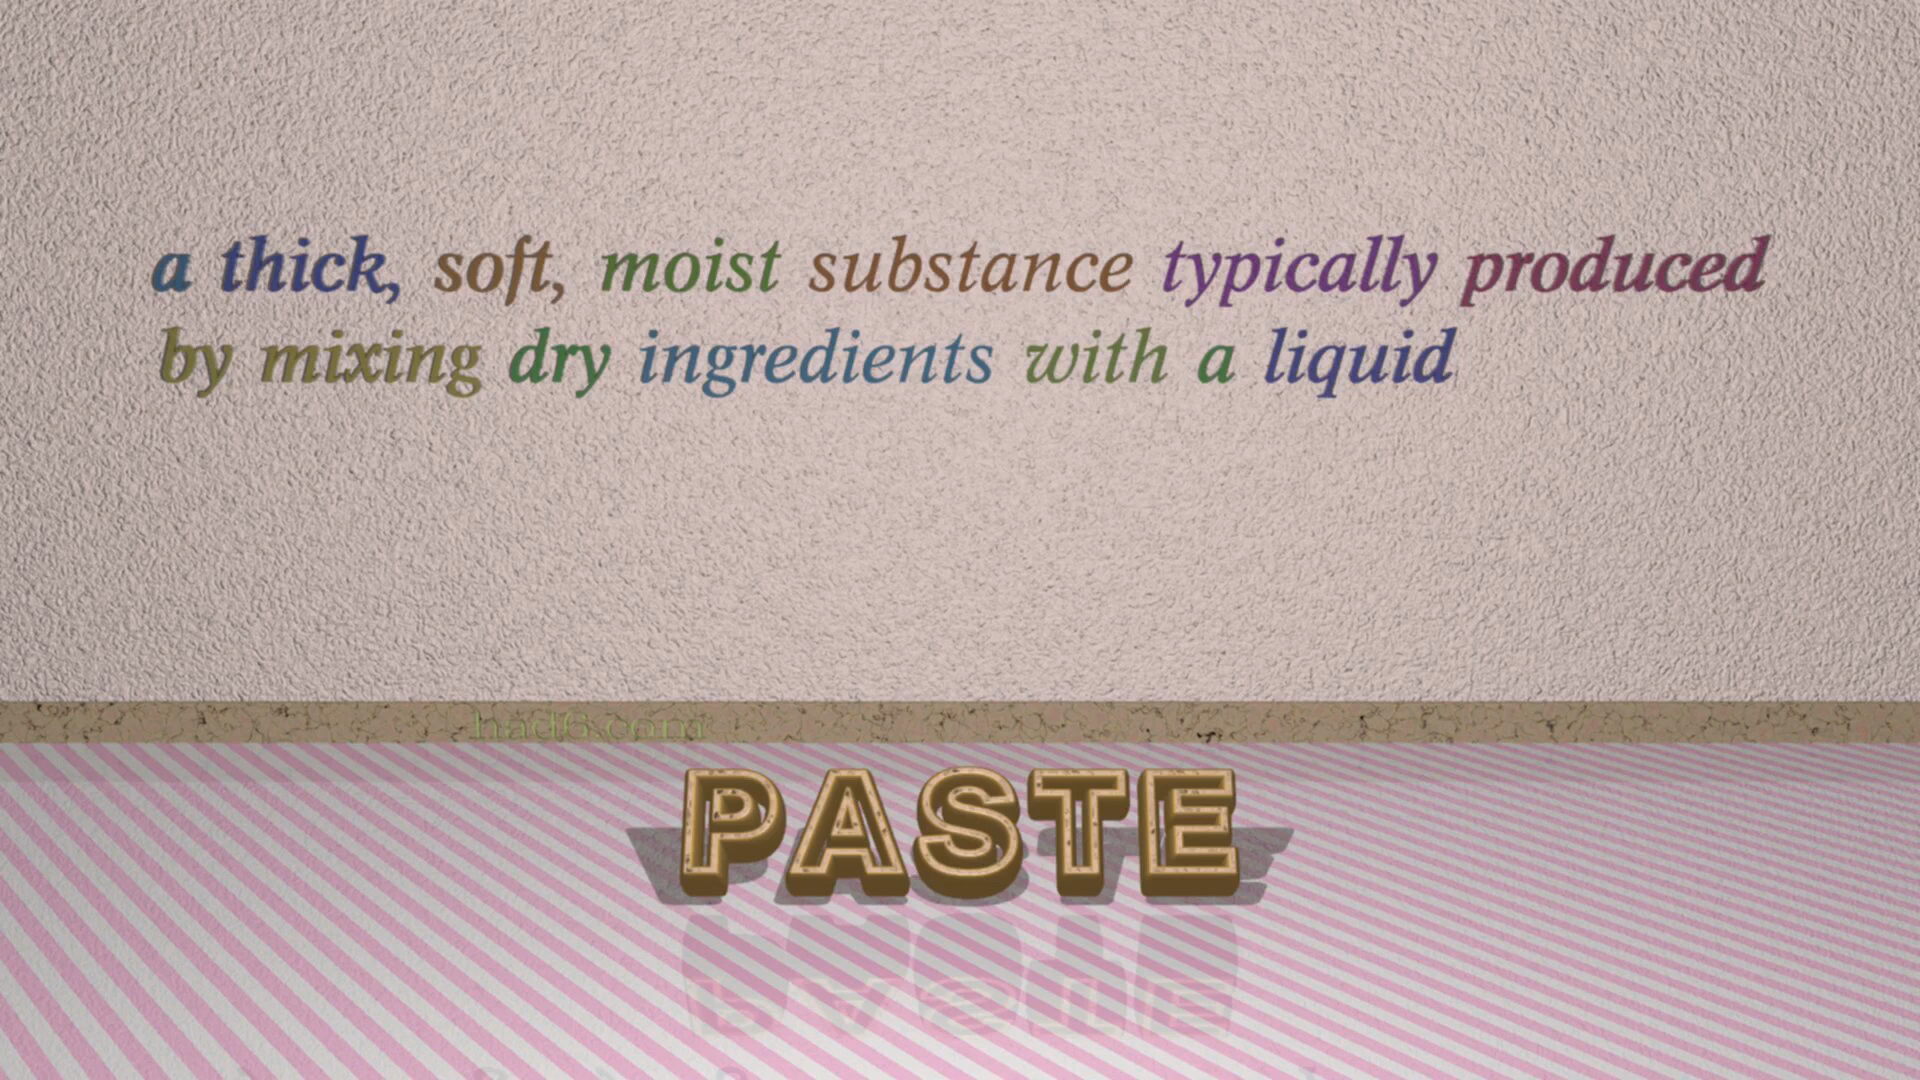 a thick, soft, moist substance typically produced
by mixing dry ingredients with a liquid
had6.com
PASTE